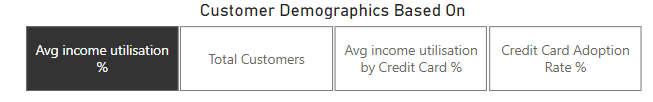 Customer Demographics Based On
Avg income utilisation
%
Total Customers
Avg income utilisation
by Credit Card %
Credit Card Adoption
Rate %